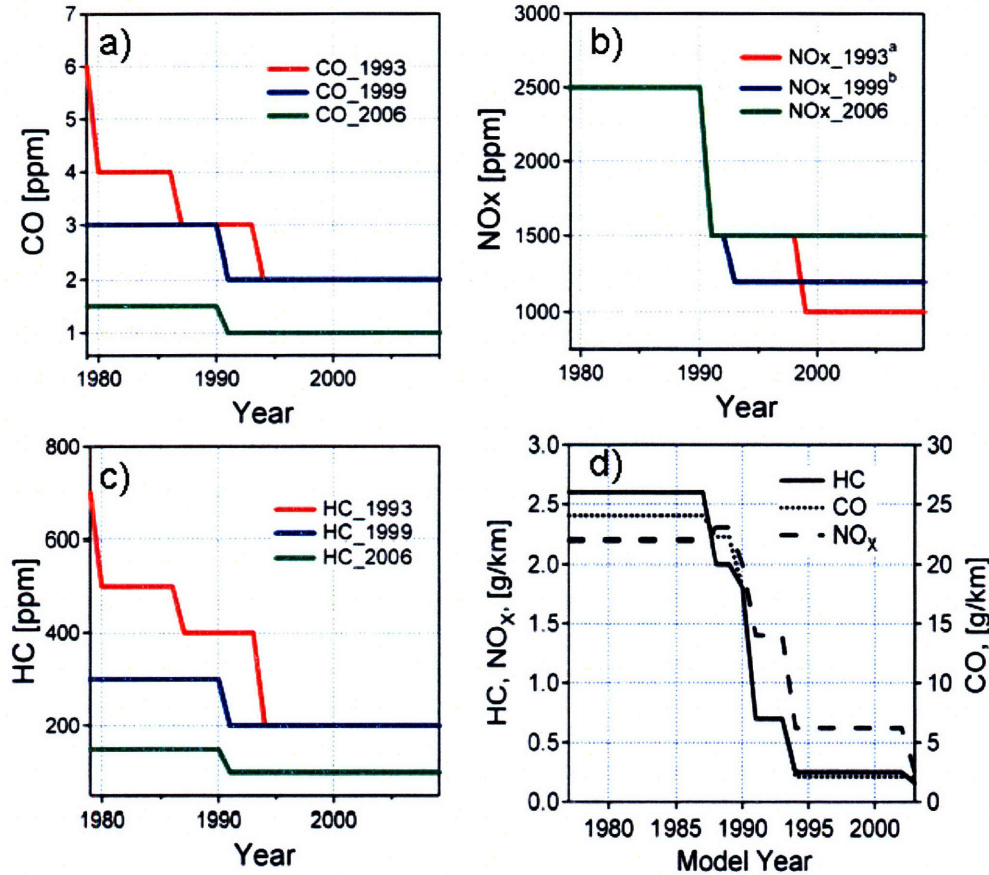 a)
CO_1993
CO_1999
CO_2006
7
6
5
4
3
2
1
CO [ppm]
1980 1990 2000
Year
b)
NOx_1993a
NOx_1999b
NOx_2006
3000
2500
2000
1500
1000
NOx [ppm]
1980 1990 2000
Year
c)
HC_1993
HC_1999
HC_2006
800
600
400
200
HC [ppm]
1980 1990 2000
Year
d)
HC
CO
NOX
3.0
2.5
2.0
1.5
1.0
0.5
0.0
HC, NOX, [g/km]
30
25
20
15
10
5
0
CO, [g/km]
1980 1985 1990 1995 2000
Model Year